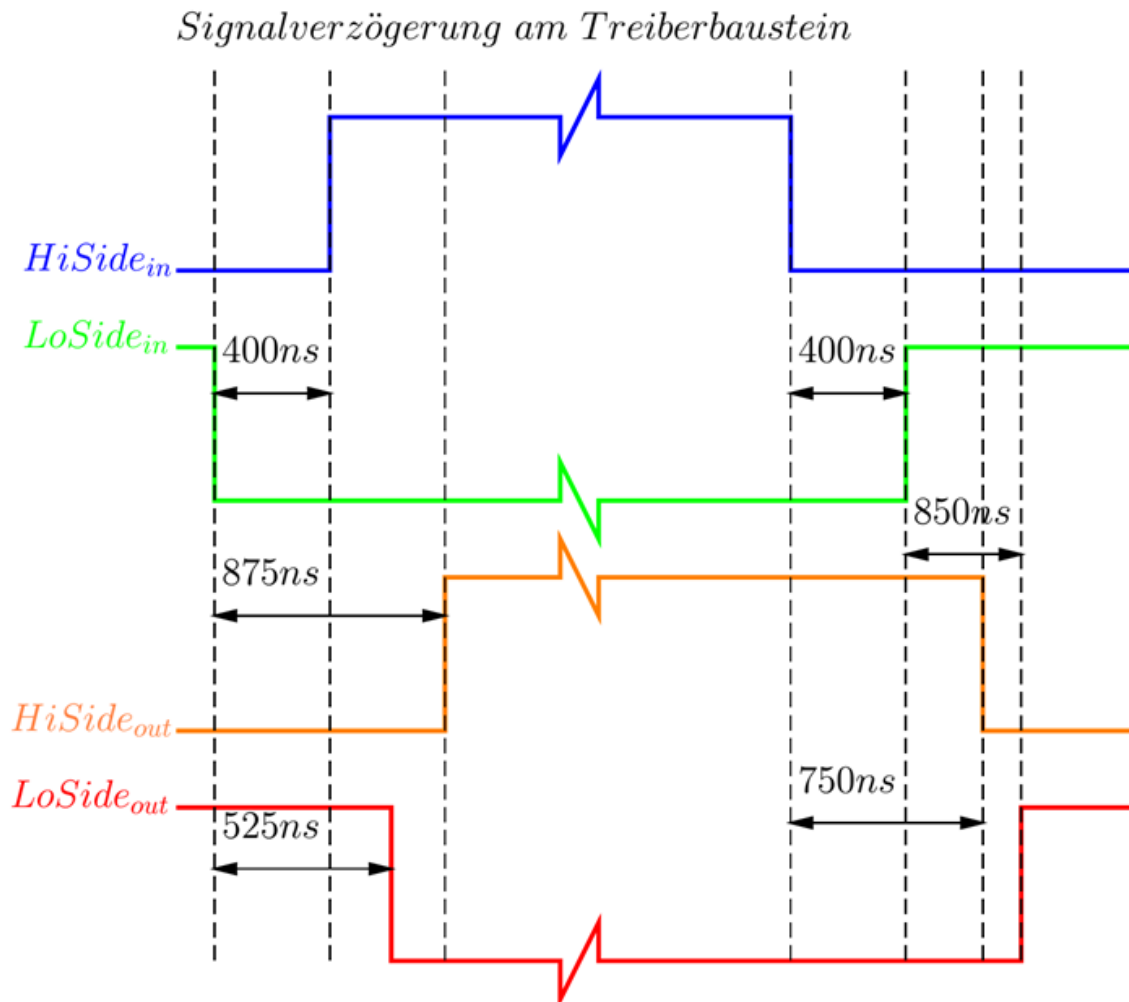 Signalverzögerung am Treiberbaustein
HiSide_in
LoSide_in
400ns
400ns
850ns
875ns
HiSide_out
750ns
LoSide_out
525ns